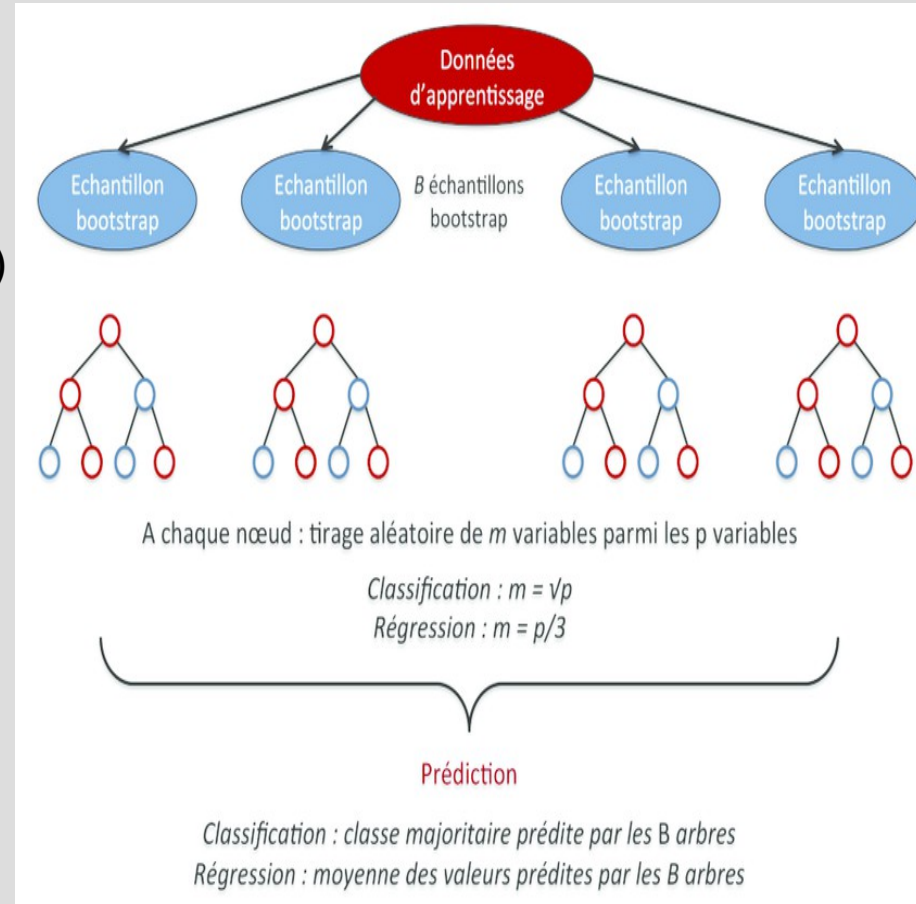 Données
d'apprentissage
Echantillon
bootstrap
Echantillon
bootstrap
B échantillons
bootstrap
Echantillon
bootstrap
Echantillon
bootstrap
A chaque nœud : tirage aléatoire de m variables parmi les p variables
Classification : m = √p
Régression : m = p/3
Prédiction
Classification : classe majoritaire prédite par les B arbres
Régression : moyenne des valeurs prédites par les B arbres